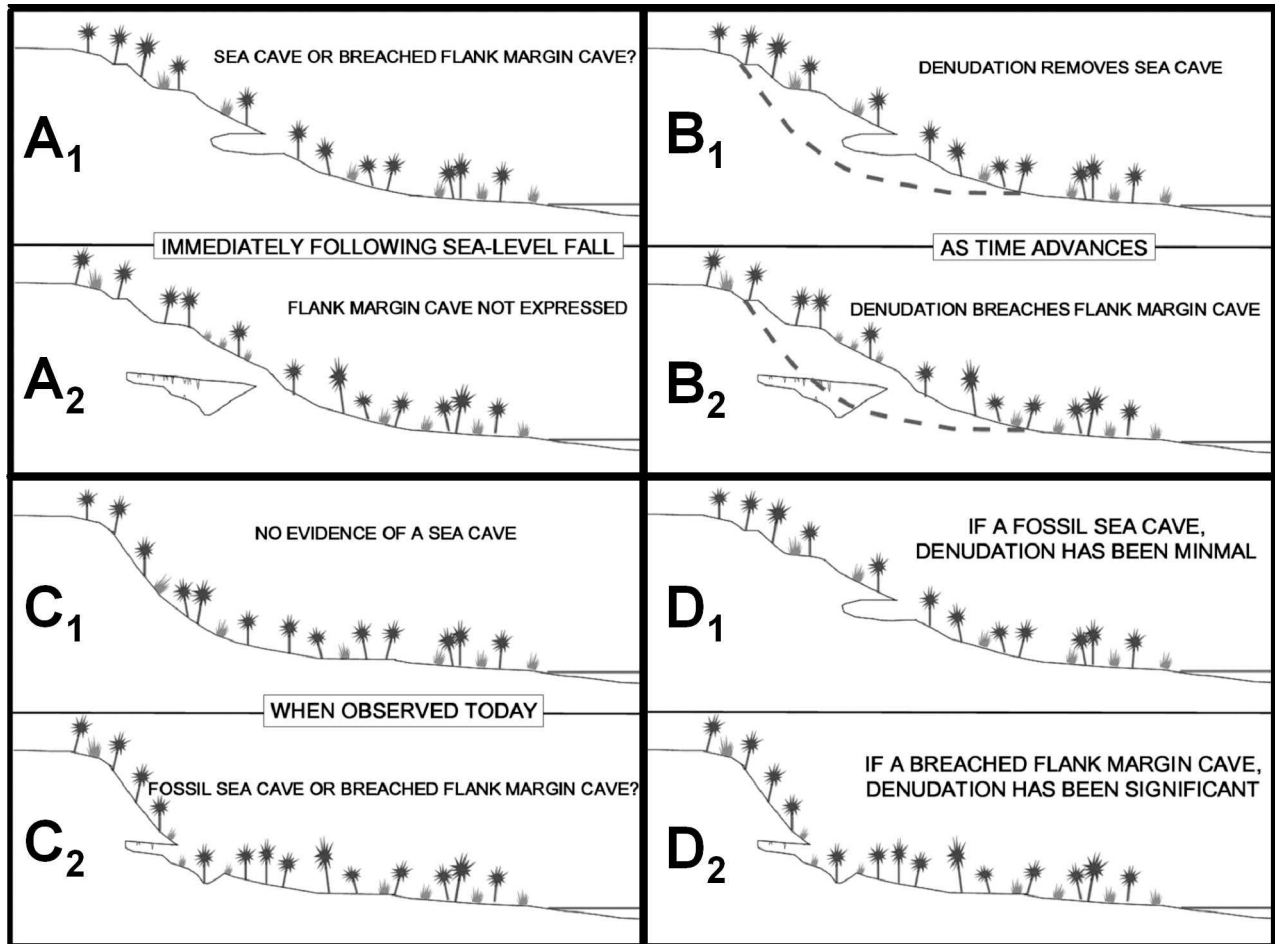 A1
SEA CAVE OR BREACHED FLANK MARGIN CAVE?
IMMEDIATELY FOLLOWING SEA-LEVEL FALL
A2
FLANK MARGIN CAVE NOT EXPRESSED
B1
DENUDATION REMOVES SEA CAVE
AS TIME ADVANCES
B2
DENUDATION BREACHES FLANK MARGIN CAVE
C1
NO EVIDENCE OF A SEA CAVE
WHEN OBSERVED TODAY
C2
FOSSIL SEA CAVE OR BREACHED FLANK MARGIN CAVE?
D1
IF A FOSSIL SEA CAVE,
DENUDATION HAS BEEN MINMAL
D2
IF A BREACHED FLANK MARGIN CAVE,
DENUDATION HAS BEEN SIGNIFICANT